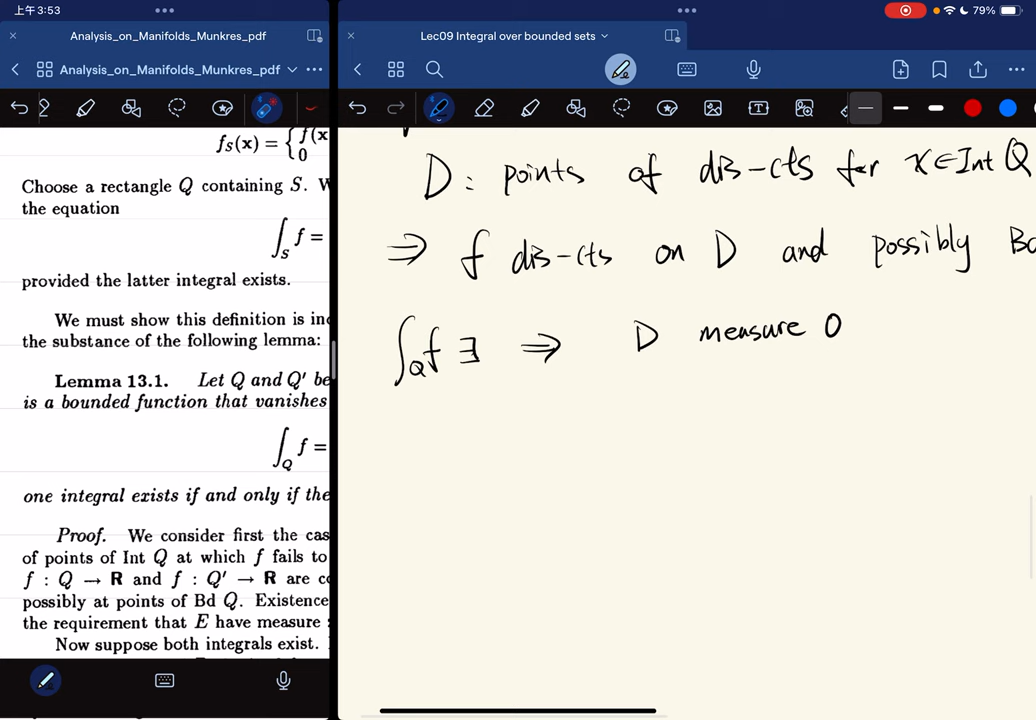 上午3:53
79%
Analysis_on_Manifolds_Munkres_pdf
Lec09 Integral over bounded sets
Analysis_on_Manifolds_Munkres_pdf
f_S(x) = { f(x
0
Choose a rectangle Q containing S. W
the equation
∫_S f =
provided the latter integral exists.
We must show this definition is ind
the substance of the following lemma:
Lemma 13.1. Let Q and Q' be
is a bounded function that vanishes
∫_Q f =
one integral exists if and only if the
Proof. We consider first the cas
of points of Int Q at which f fails to
f : Q → R and f : Q' → R are co
possibly at points of Bd Q. Existence
the requirement that E have measure
Now suppose both integrals exist.
D: points of dis-cts for x∈Int Q
⇒ f dis-cts on D and possibly Bd
∫_Q f ∃ ⇒ D measure 0